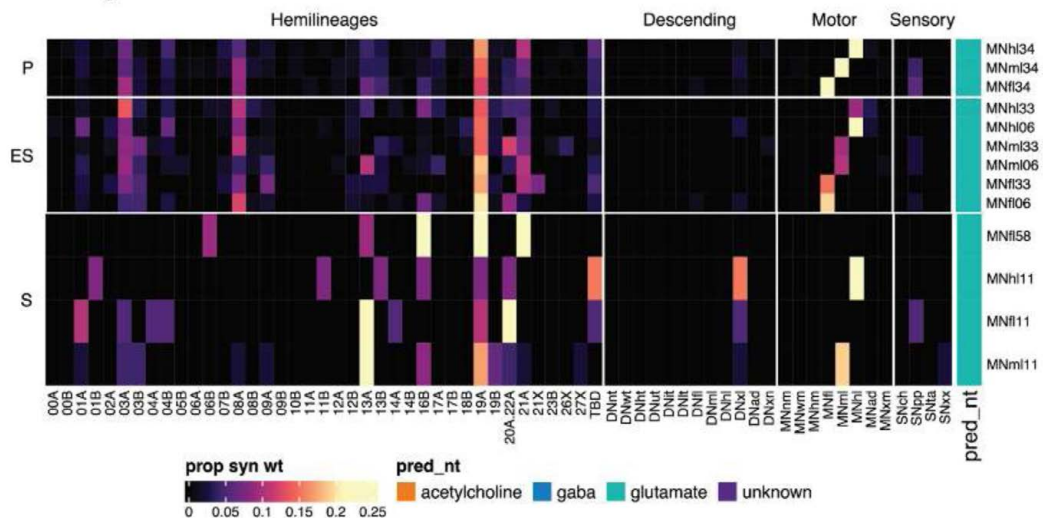 Hemilineages Descending Motor Sensory
P
ES
S
MNhl34
MNml34
MNfl34
MNhl33
MNhl06
MNml33
MNml06
MNfl33
MNfl06
MNfl58
MNhl11
MNfl11
MNml11
00A
00B
01A
01B
02A
03A
03B
04A
04B
05B
06A
06B
07B
08A
08B
09A
09B
10B
11A
11B
12A
12B
13A
13B
14A
14B
16B
17A
17B
18B
19A
19B
20A.22A
21A
21X
23B
26X
27X
TBD
DNnt
DNwt
DNht
DNut
DNit
DNlt
DNfl
DNml
DNhl
DNxl
DNad
DNxn
MNnm
MNwm
MNhm
MNfl
MNml
MNhl
MNad
MNxm
SNch
SNpp
SNta
SNxx
pred_nt
prop syn wt
0 0.05 0.1 0.15 0.2 0.25
pred_nt
acetylcholine gaba glutamate unknown